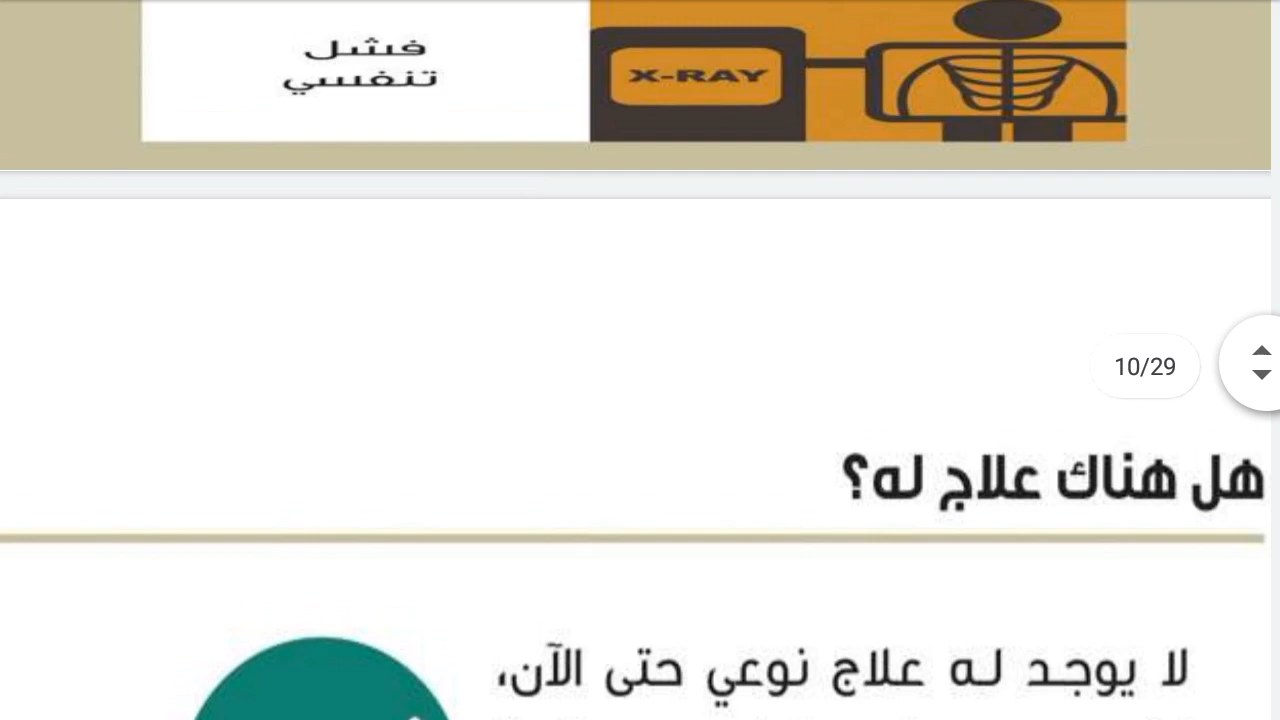 فشل
تنفسي
X-RAY
10/29
هل هناك علاج له؟
لا يوجد له علاج نوعي حتى الآن،